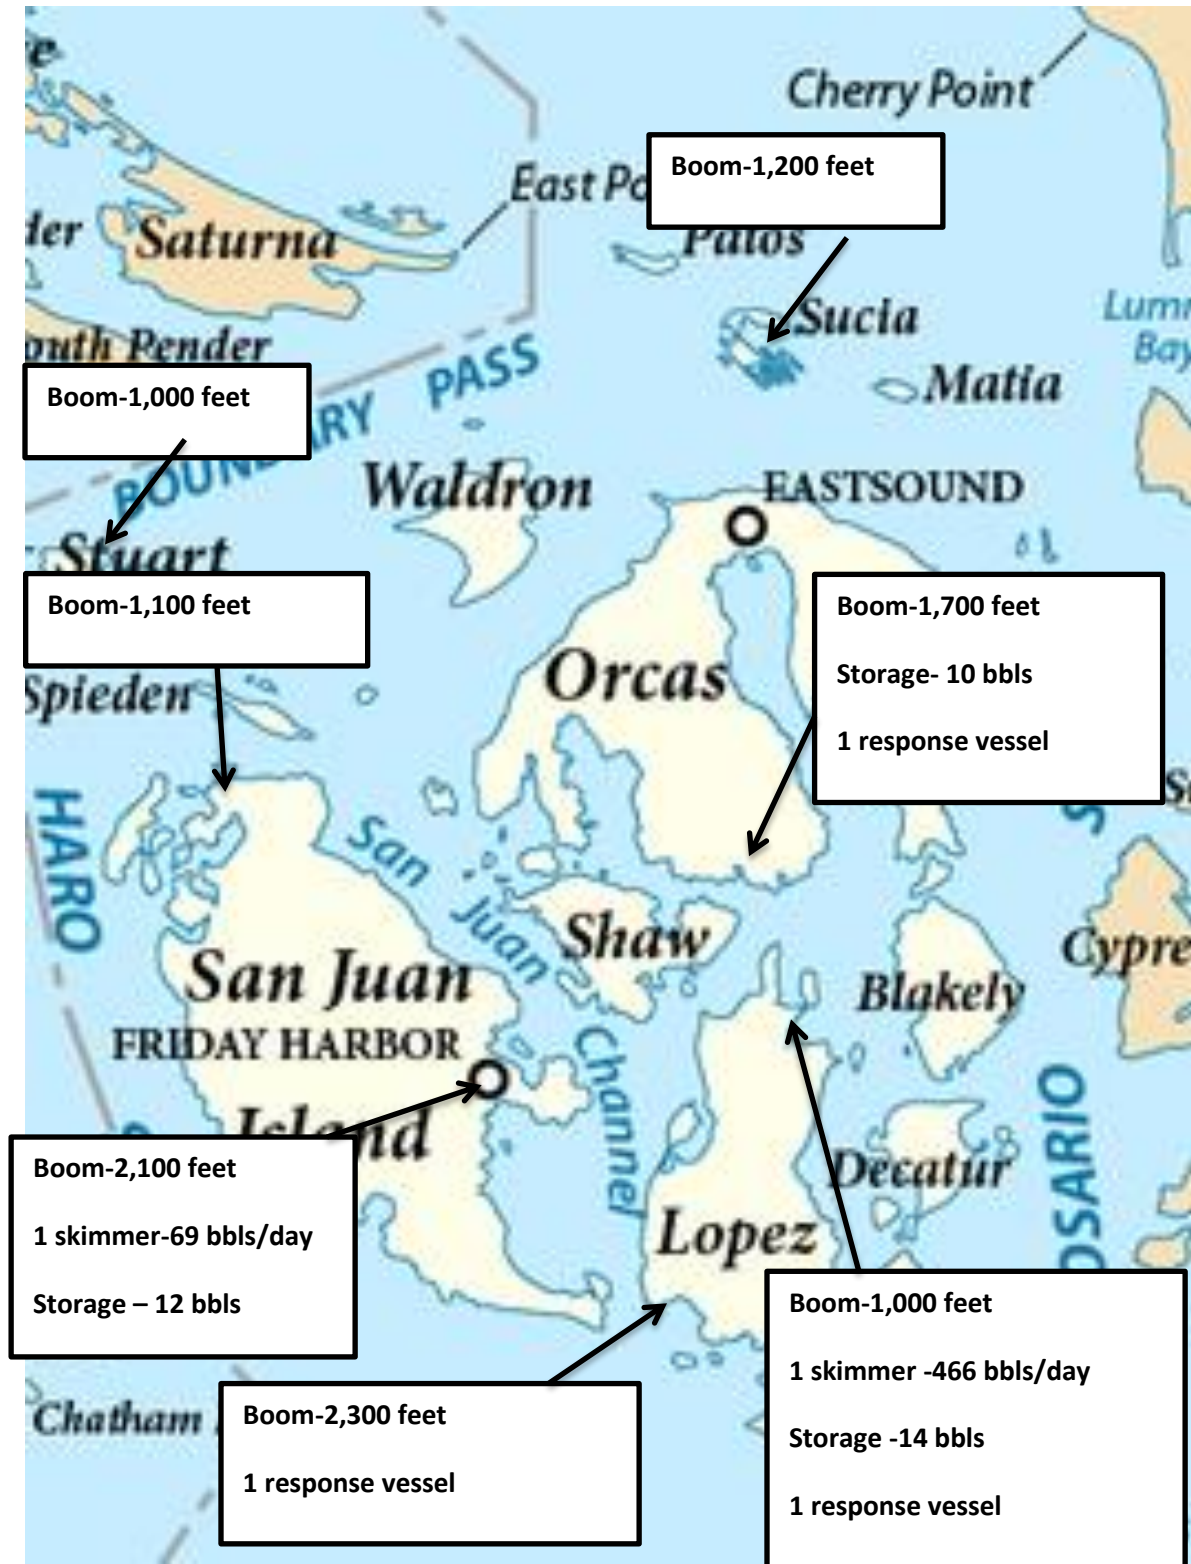 Cherry Point
Boom-1,200 feet
East Po
Patos
Saturna
der
Sucia
outh Pender
Matia
PASS
Boom-1,000 feet
BOUN
RY
Waldron
EASTSOUND
Stuart
Boom-1,100 feet
Boom-1,700 feet
Storage- 10 bbls
1 response vessel
Orcas
Spieden
HARO
San
Juan
Channel
Shaw
San Juan
Island
FRIDAY HARBOR
Blakely
Cypre
Decatur
OSARIO
Lopez
Boom-2,100 feet
1 skimmer-69 bbls/day
Storage – 12 bbls
Boom-1,000 feet
1 skimmer -466 bbls/day
Storage -14 bbls
1 response vessel
Chatham
Boom-2,300 feet
1 response vessel